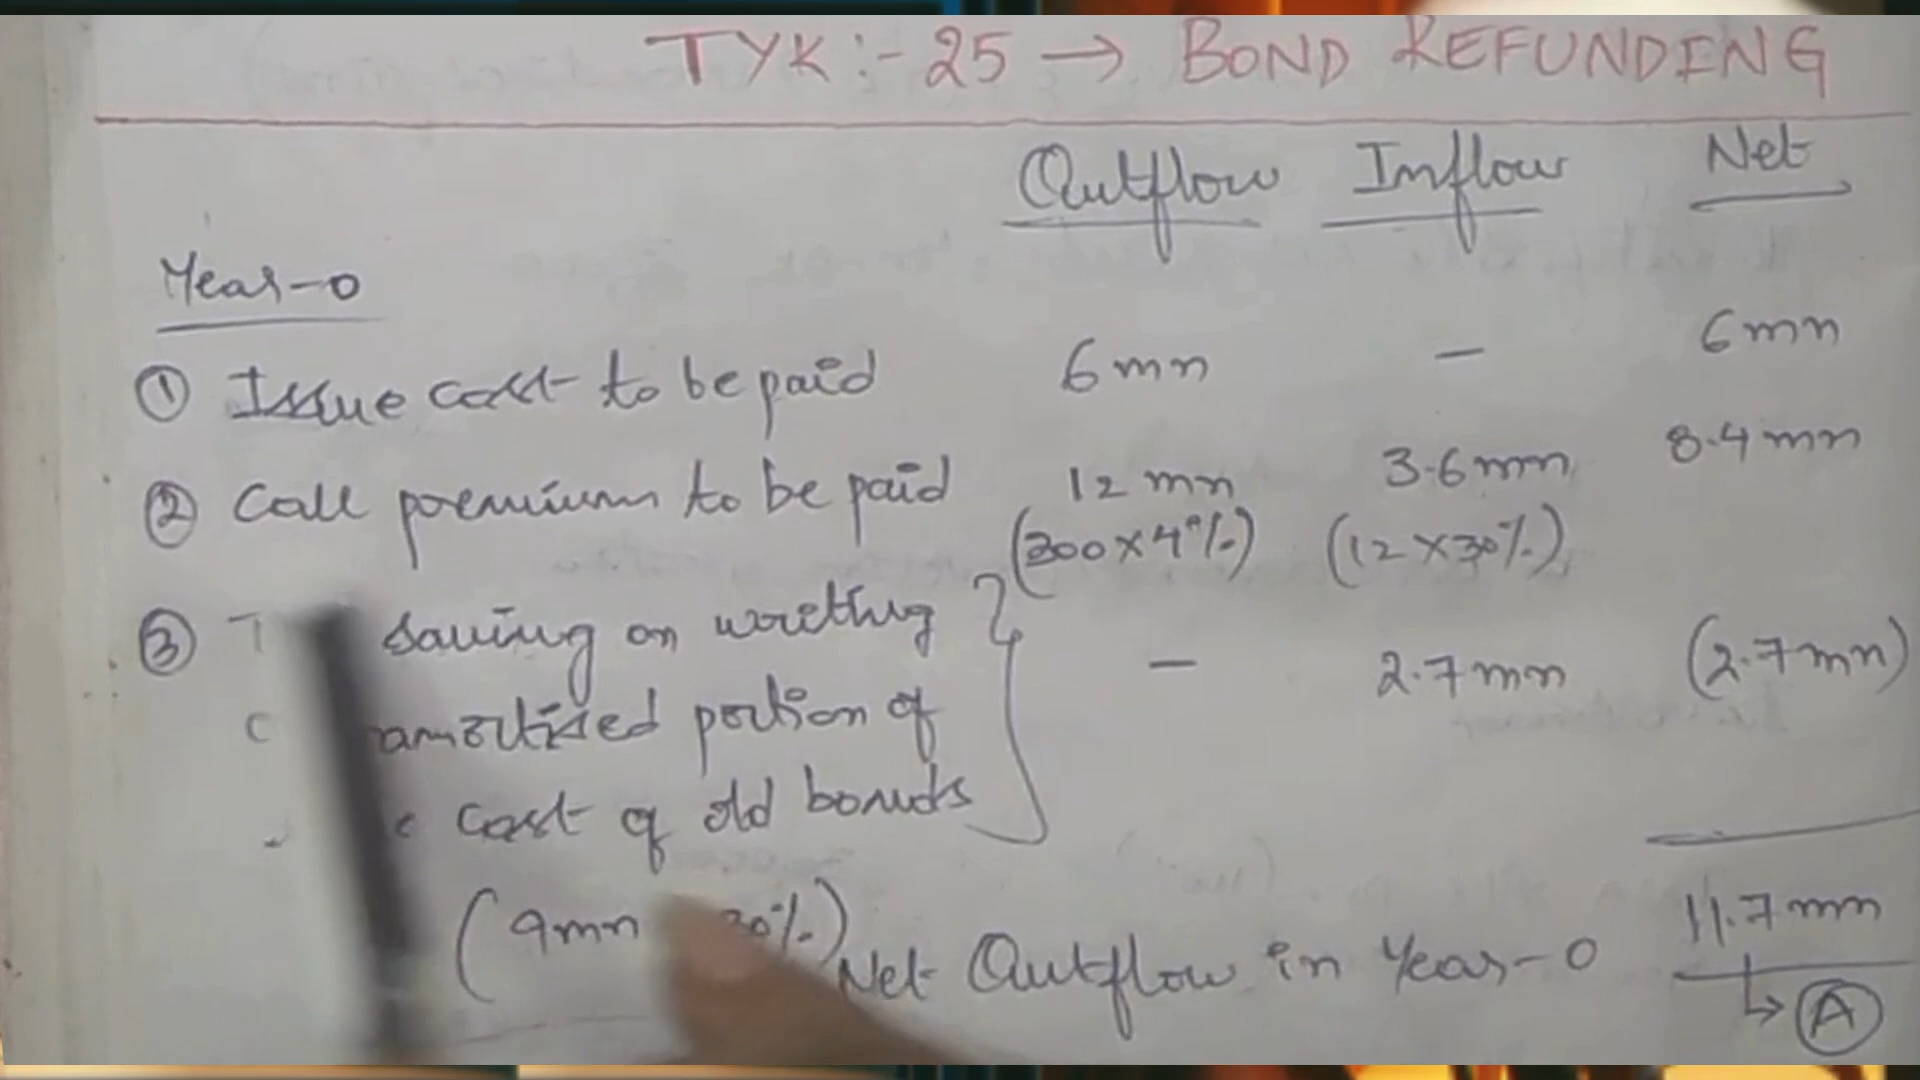 TYK:- 25 → BOND REFUNDING
Outflow Inflow Net
Year-0
① Issue cost to be paid 6 mn — 6 mn
② Call premium to be paid 12 mn 3.6 mn 8.4 mn
(300 x 4%) (12 x 30%)
③ saving on writing — 2.7 mn (2.7 mn)
portion of
cost of old bonds
(9mn 30%)
Net Outflow in Year-0 11.7 mn
A